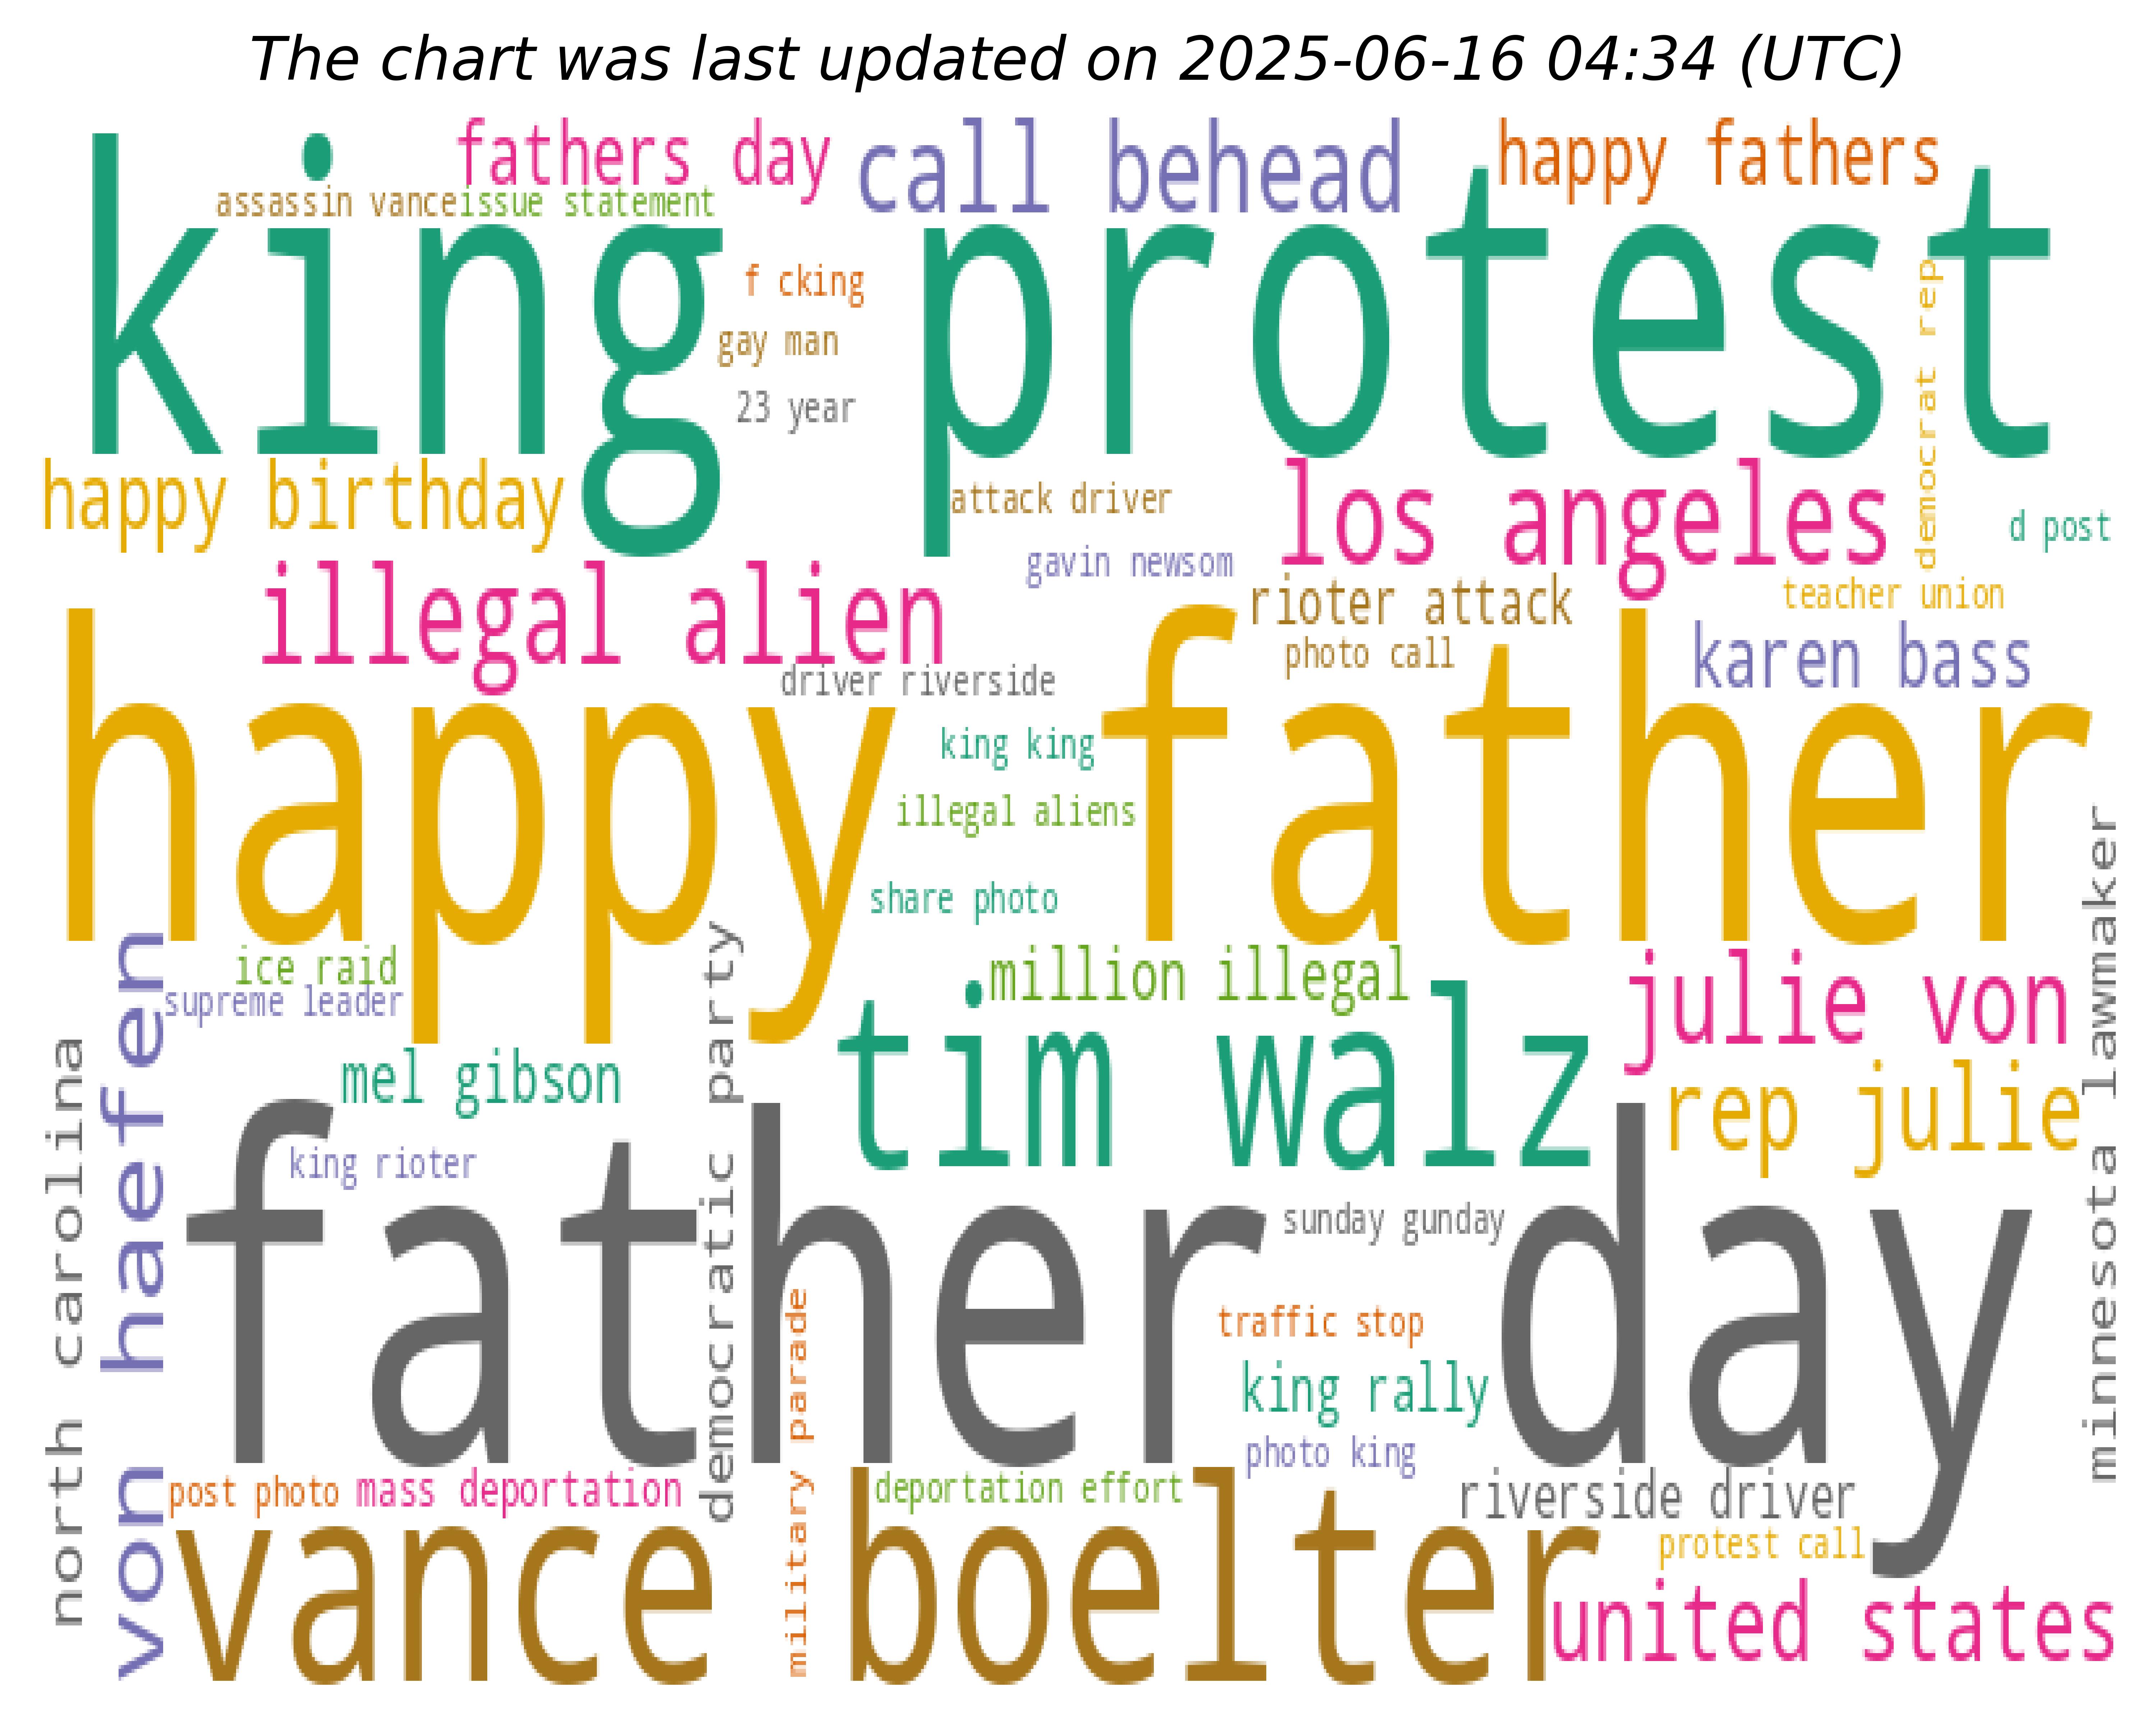 The chart was last updated on 2025-06-16 04:34 (UTC)
fathers day
call behead
happy fathers
assassin vance
issue statement
king protest
f cking
gay man
23 year
democrat rep
happy birthday
attack driver
los angeles
d post
gavin newsom
illegal alien
rioter attack
teacher union
photo call
karen bass
driver riverside
happy father
king king
illegal aliens
share photo
minnesota lawmaker
ice raid
million illegal
julie von
supreme leader
von haefen
north carolina
democratic party
mel gibson
tim walz
rep julie
king rioter
father day
sunday gunday
traffic stop
military parade
king rally
photo king
post photo
mass deportation
deportation effort
riverside driver
protest call
vance boelter
united states